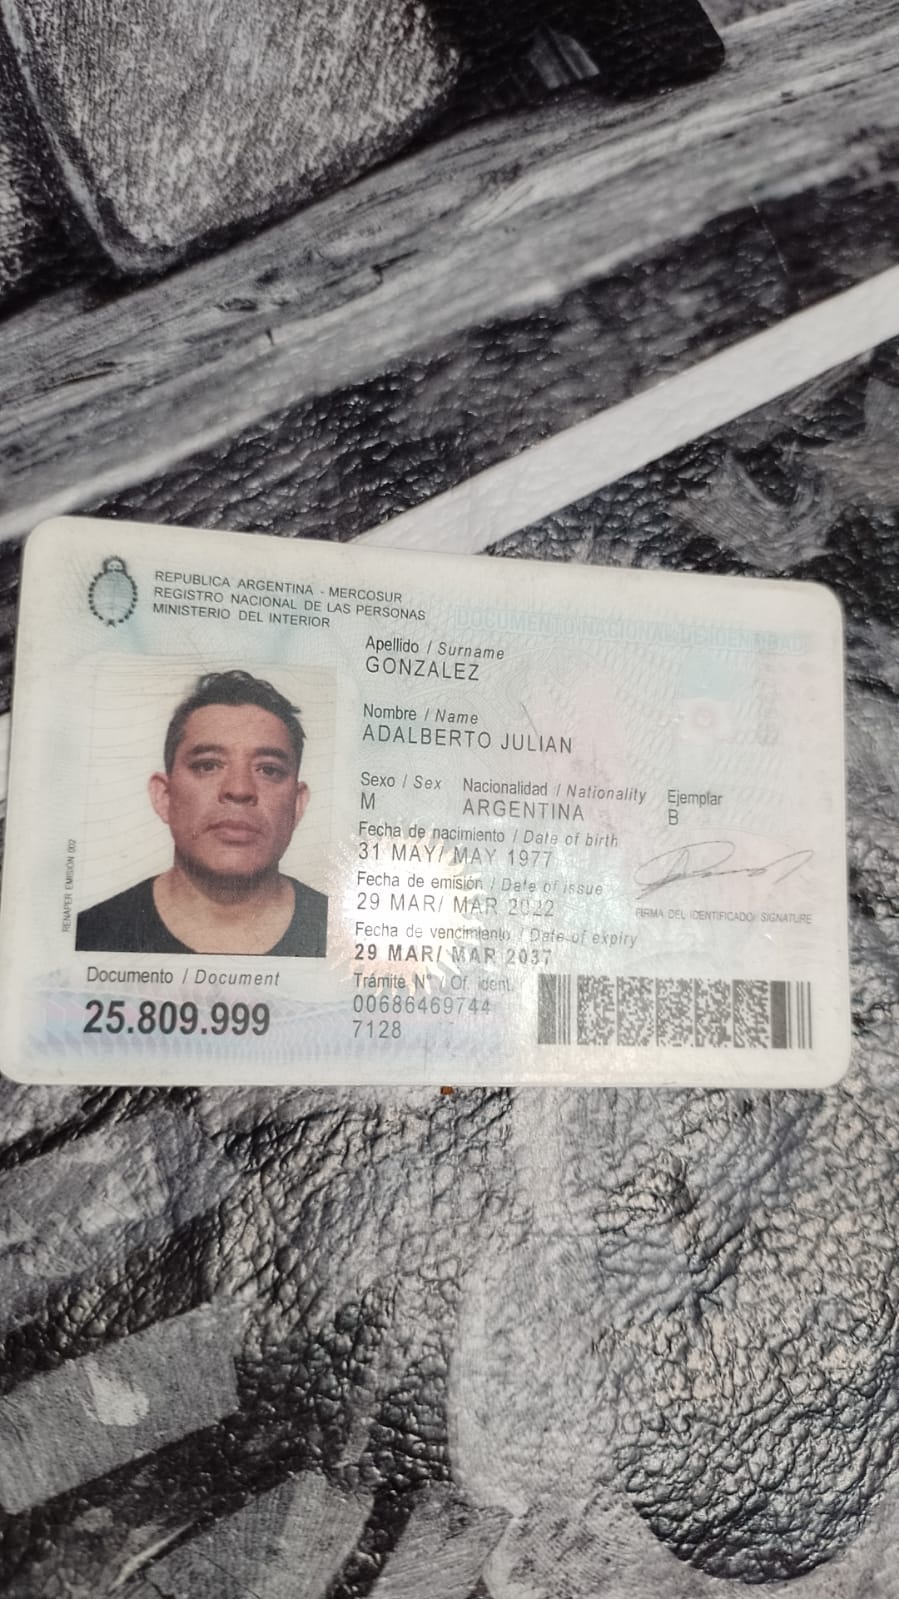 REPUBLICA ARGENTINA - MERCOSUR
REGISTRO NACIONAL DE LAS PERSONAS
MINISTERIO DEL INTERIOR
DOCUMENTO NACIONAL DE IDENTIDAD
Apellido / Surname
GONZALEZ
Nombre / Name
ADALBERTO JULIAN
Sexo / Sex Nacionalidad / Nationality Ejemplar
M ARGENTINA B
Fecha de nacimiento / Date of birth
31 MAY/ MAY 1977
Fecha de emisión / Date of issue
29 MAR/ MAR 2022
FIRMA DEL IDENTIFICADO/ SIGNATURE
Fecha de vencimiento / Date of expiry
29 MAR/ MAR 2037
RENAPER EMISIÓN 002
Documento / Document
25.809.999
Trámite N° / Of. ident.
00686469744
7128